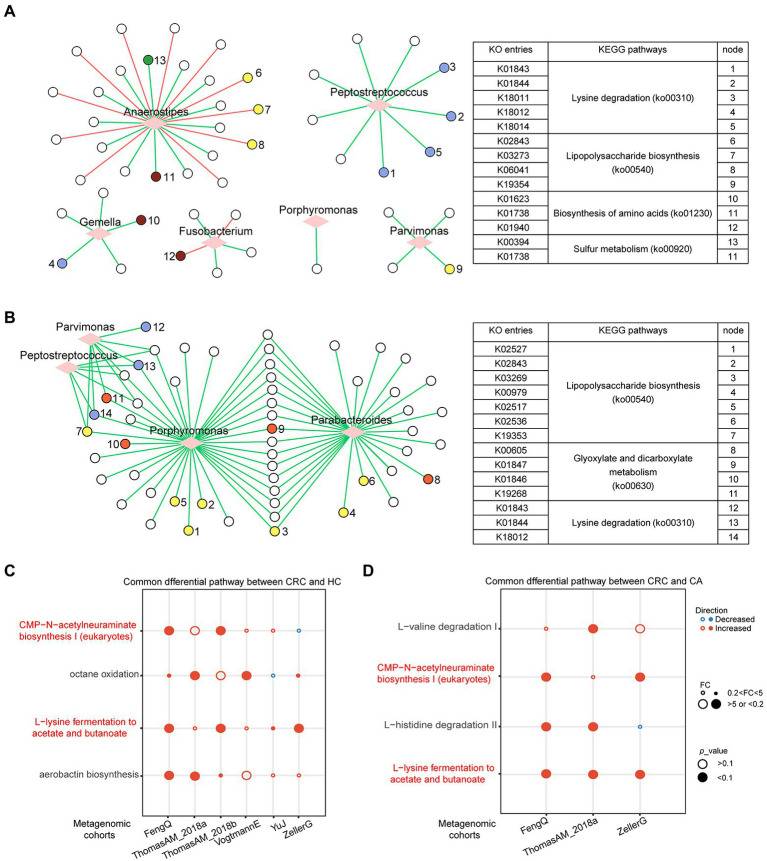 A
13
6
Anaerostipes
7
8
11
3
Peptostreptococcus
2
5
1
Gemella
10
4
Fusobacterium
12
Porphyromonas
Parvimonas
9
KO entries KEGG pathways node
K01843 1
K01844 2
K18011 Lysine degradation (ko00310) 3
K18012 4
K18014 5
K02843 6
K03273 Lipopolysaccharide biosynthesis 7
K06041 (ko00540) 8
K19354 9
K01623 10
K01738 Biosynthesis of amino acids (ko01230) 11
K01940 12
K00394 Sulfur metabolism (ko00920) 13
K01738 11
B
Parvimonas
12
Peptostreptococcus
13
11
14
7
Porphyromonas
10
9
Parabacteroides
5
2
1
3
6
4
8
KO entries KEGG pathways node
K02527 1
K02843 2
K03269 Lipopolysaccharide biosynthesis 3
K00979 (ko00540) 4
K02517 5
K02536 6
K19353 7
K00605 8
K01847 Glyoxylate and dicarboxylate 9
K01846 metabolism 10
K19268 (ko00630) 11
K01843 12
K01844 Lysine degradation (ko00310) 13
K18012 14
C
Common dfferential pathway between CRC and HC
CMP−N−acetylneuraminate
biosynthesis I (eukaryotes)
octane oxidation
L−lysine fermentation to
acetate and butanoate
aerobactin biosynthesis
Metagenomic
cohorts
FengQ
ThomasAM_2018a
ThomasAM_2018b
VogtmannE
YuJ
ZellerG
D
Common dfferential pathway between CRC and CA
L−valine degradation I
CMP−N−acetylneuraminate
biosynthesis I (eukaryotes)
L−histidine degradation II
L−lysine fermentation to
acetate and butanoate
Metagenomic
cohorts
FengQ
ThomasAM_2018a
ZellerG
Direction
Decreased
Increased
FC
0.2<FC<5
>5 or <0.2
p_value
>0.1
<0.1